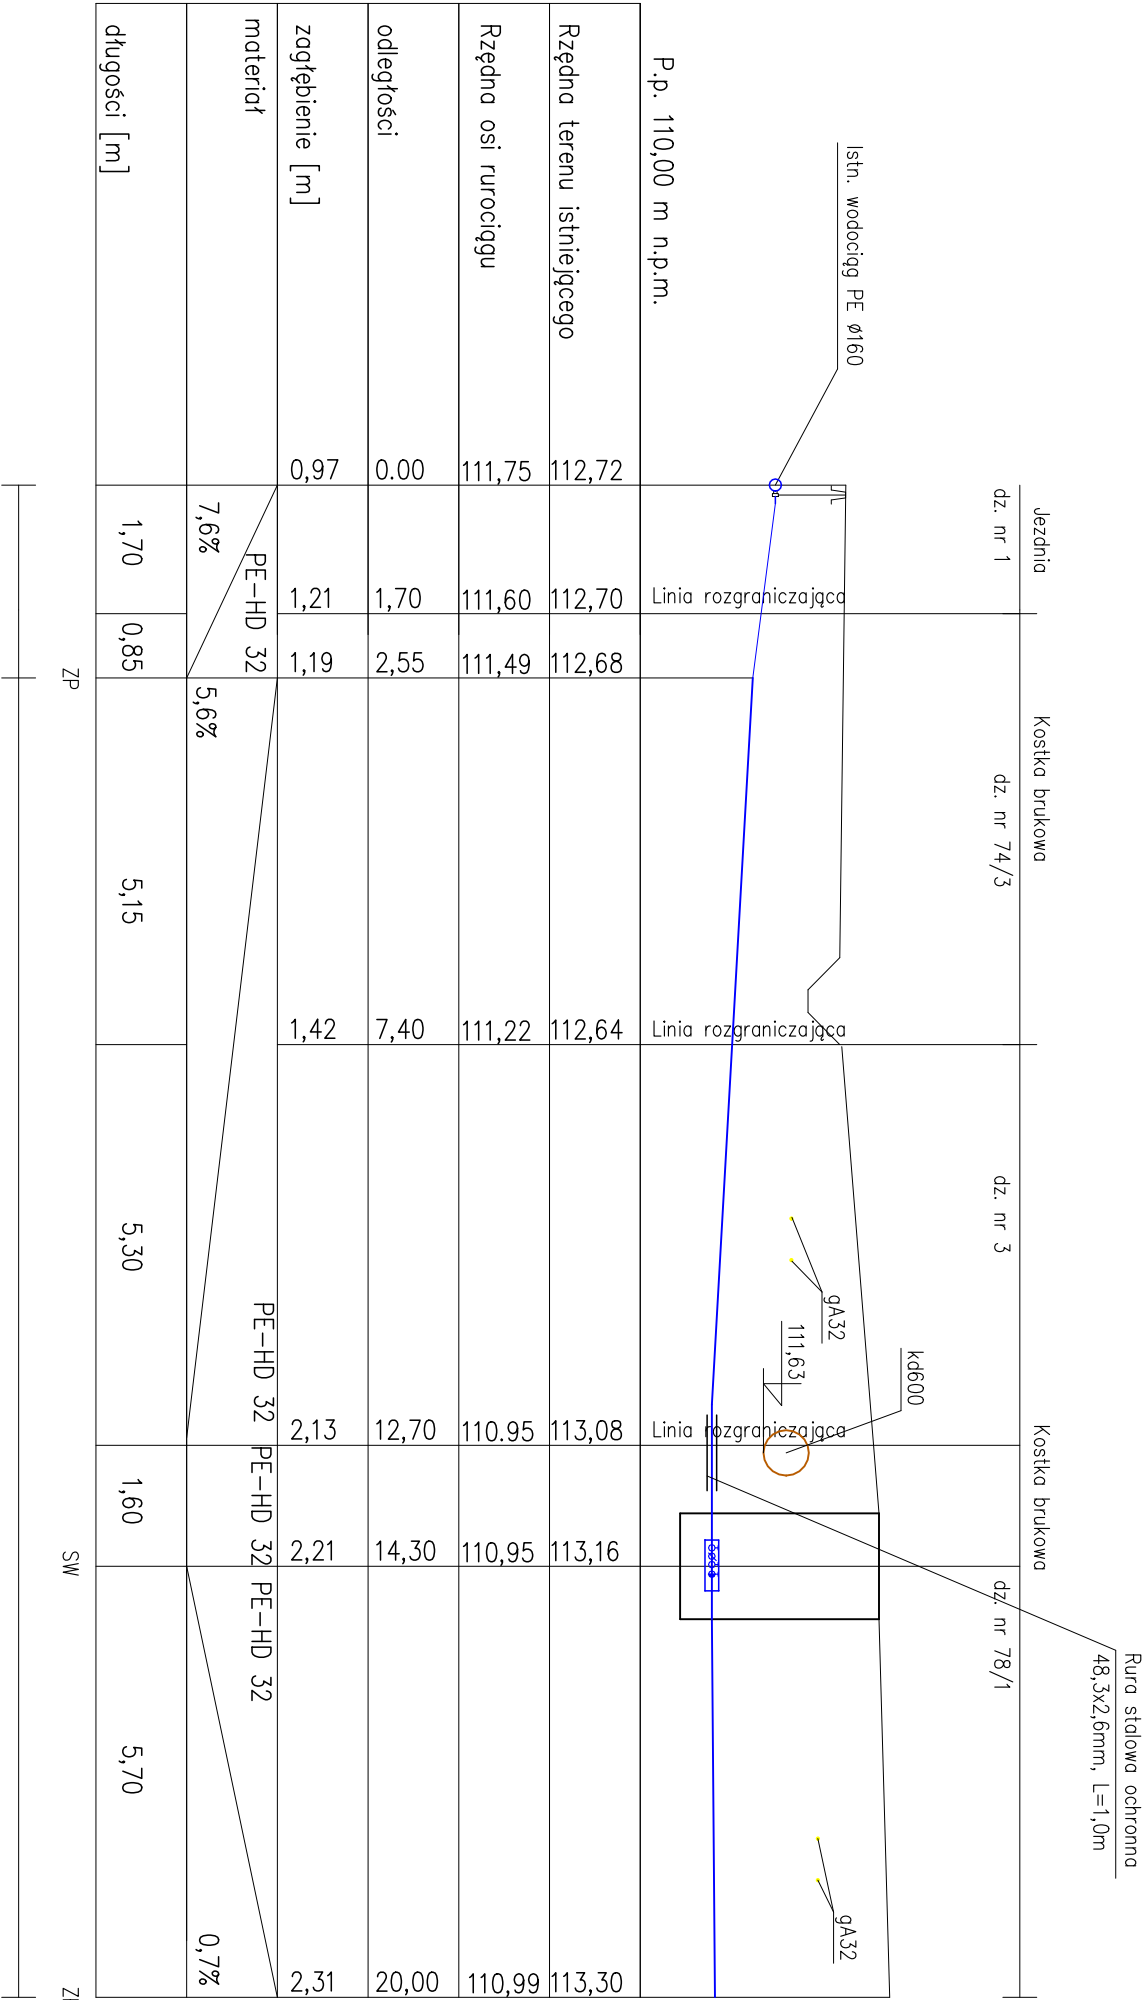 Rura stalowa ochronna
48,3x2,6mm, L=1,0m
Jezdnia
Kostka brukowa
Kostka brukowa
dz. nr 1
dz. nr 74/3
dz. nr 3
dz. nr 78/1
Istn. wodociąg PE ø160
kd600
gA32
gA32
111,63
P.p. 110,00 m n.p.m.
Linia rozgraniczająca
Linia rozgraniczająca
Linia rozgraniczająca
Rzędna terenu istniejącego 112,72 112,70 112,68 112,64 113,08 113,16 113,30
Rzędna osi rurociągu 111,75 111,60 111,49 111,22 110.95 110,95 110,99
odległości 0.00 1,70 2,55 7,40 12,70 14,30 20,00
zagłębienie [m] 0,97 1,21 1,19 1,42 2,13 2,21 2,31
materiał PE-HD 32 PE-HD 32 PE-HD 32 PE-HD 32
7,6% 5,6% 0,7%
długości [m] 1,70 0,85 5,15 5,30 1,60 5,70
ZP SW